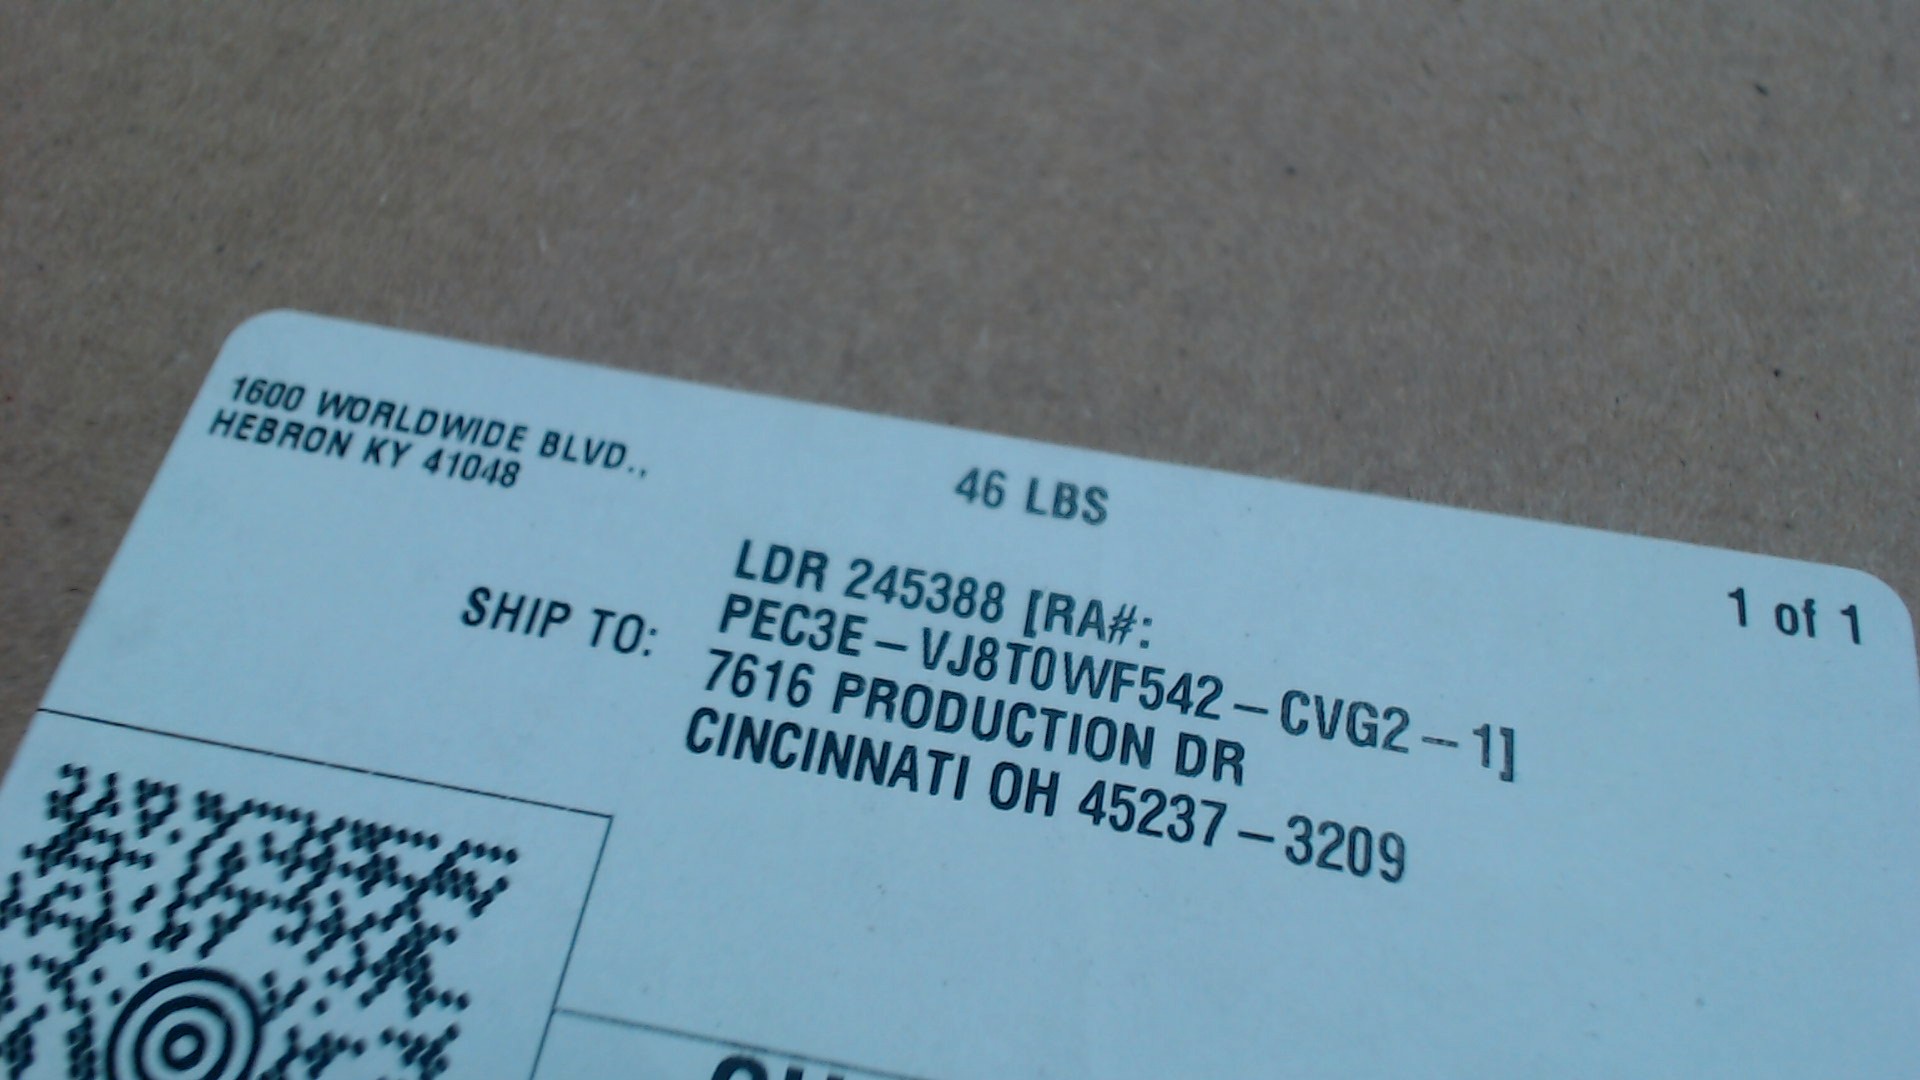 1600 WORLDWIDE BLVD.,
HEBRON KY 41048
46 LBS
1 of 1
SHIP TO:
LDR 245388 [RA#:
PEC3E-VJ8T0WF542-CVG2-1]
7616 PRODUCTION DR
CINCINNATI OH 45237-3209